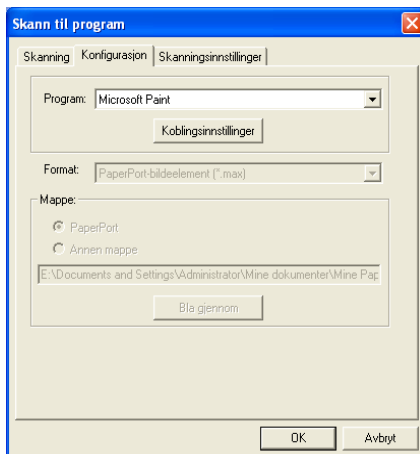 Skann til program
Skanning Konfigurasjon Skanningsinnstillinger
Program: Microsoft Paint
Koblingsinnstillinger
Format: PaperPort-bildeelement (*.max)
Mappe:
PaperPort
Annen mappe
E:\Documents and Settings\Administrator\Mine dokumenter\Mine Pap
Bla gjennom
OK Avbryt